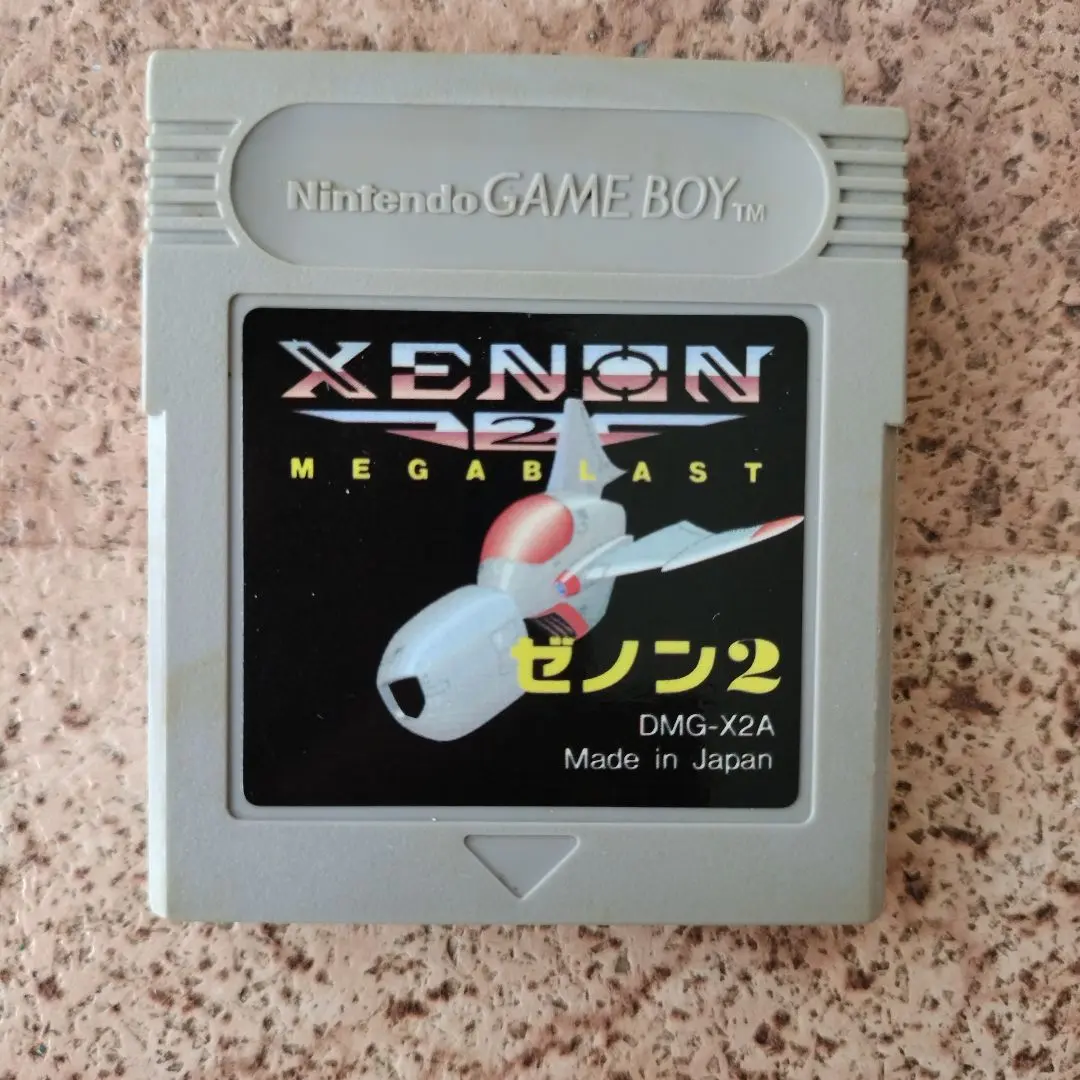 Nintendo GAME BOY TM
XENON
2
MEGABLAST
ゼノン2
DMG-X2A
Made in Japan